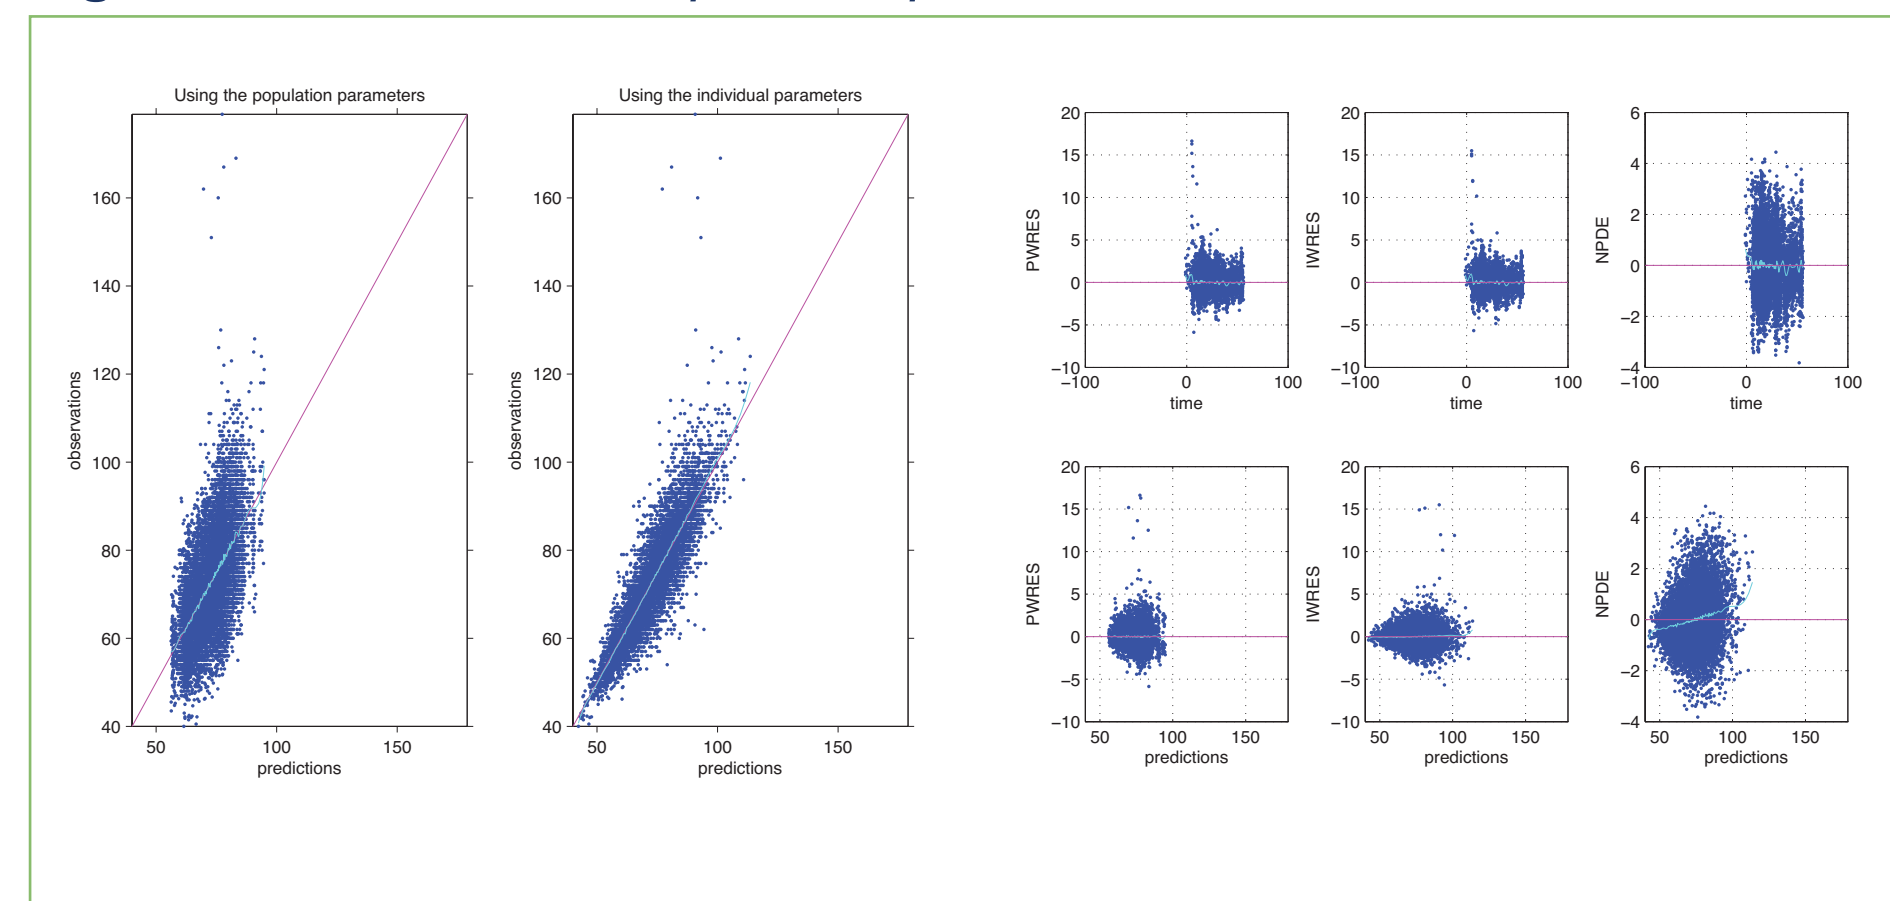 Using the population parameters
160
140
120
100
80
60
40
50 100 150
observations
predictions
Using the individual parameters
160
140
120
100
80
60
40
50 100 150
observations
predictions
20
15
10
5
0
−5
−10
−100 0 100
PWRES
time
20
15
10
5
0
−5
−10
−100 0 100
IWRES
time
6
4
2
0
−2
−4
−100 0 100
NPDE
time
20
15
10
5
0
−5
−10
50 100 150
PWRES
predictions
20
15
10
5
0
−5
−10
50 100 150
IWRES
predictions
6
4
2
0
−2
−4
50 100 150
NPDE
predictions